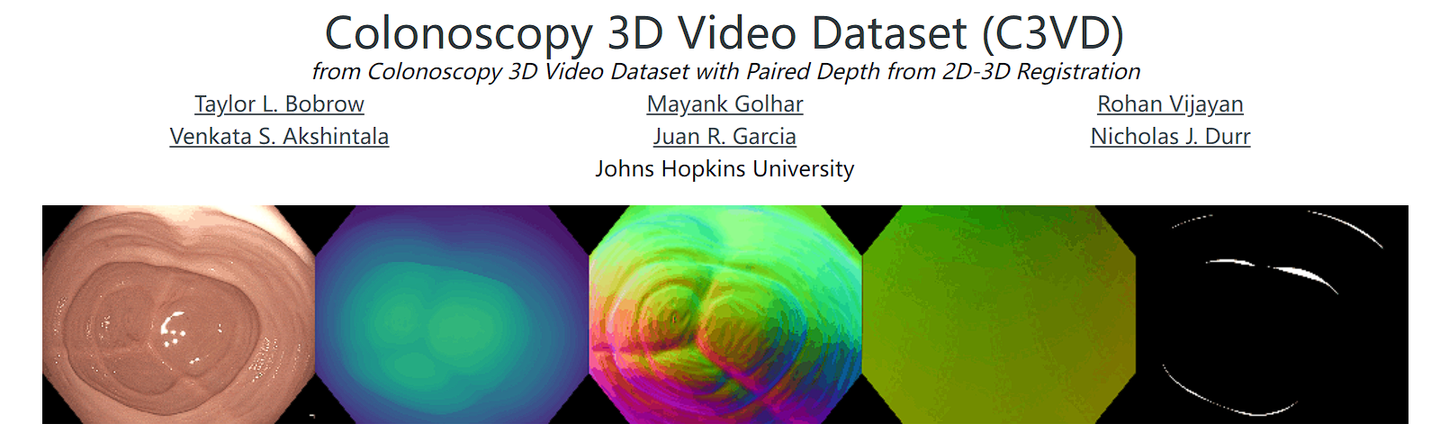 Colonoscopy 3D Video Dataset (C3VD)
from Colonoscopy 3D Video Dataset with Paired Depth from 2D-3D Registration
Taylor L. Bobrow Mayank Golhar Rohan Vijayan
Venkata S. Akshintala Juan R. Garcia Nicholas J. Durr
Johns Hopkins University